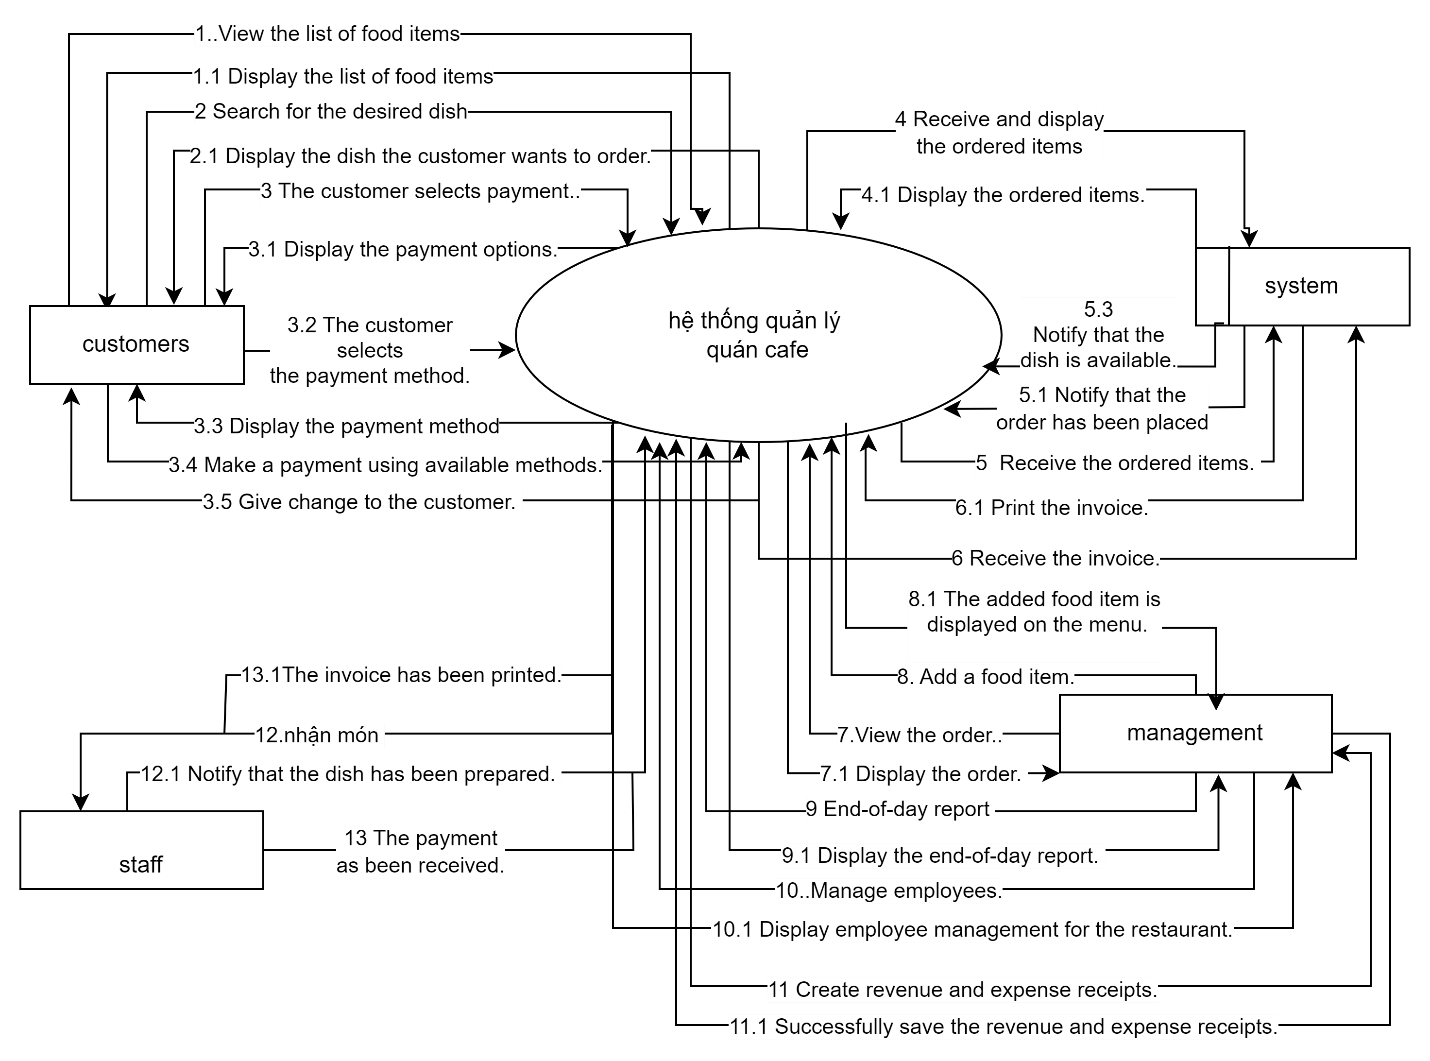 1..View the list of food items
1.1 Display the list of food items
2 Search for the desired dish
2.1 Display the dish the customer wants to order.
3 The customer selects payment..
3.1 Display the payment options.
customers
3.2 The customer
selects
the payment method.
3.3 Display the payment method
3.4 Make a payment using available methods.
3.5 Give change to the customer.
hệ thống quản lý
quán cafe
4 Receive and display
the ordered items
4.1 Display the ordered items.
system
5.3
Notify that the
dish is available.
5.1 Notify that the
order has been placed
5 Receive the ordered items.
6.1 Print the invoice.
6 Receive the invoice.
8.1 The added food item is
displayed on the menu.
8. Add a food item.
management
7.View the order..
7.1 Display the order.
9 End-of-day report
9.1 Display the end-of-day report.
10..Manage employees.
10.1 Display employee management for the restaurant.
11 Create revenue and expense receipts.
11.1 Successfully save the revenue and expense receipts.
13.1The invoice has been printed.
12.nhận món
12.1 Notify that the dish has been prepared.
13 The payment
as been received.
staff